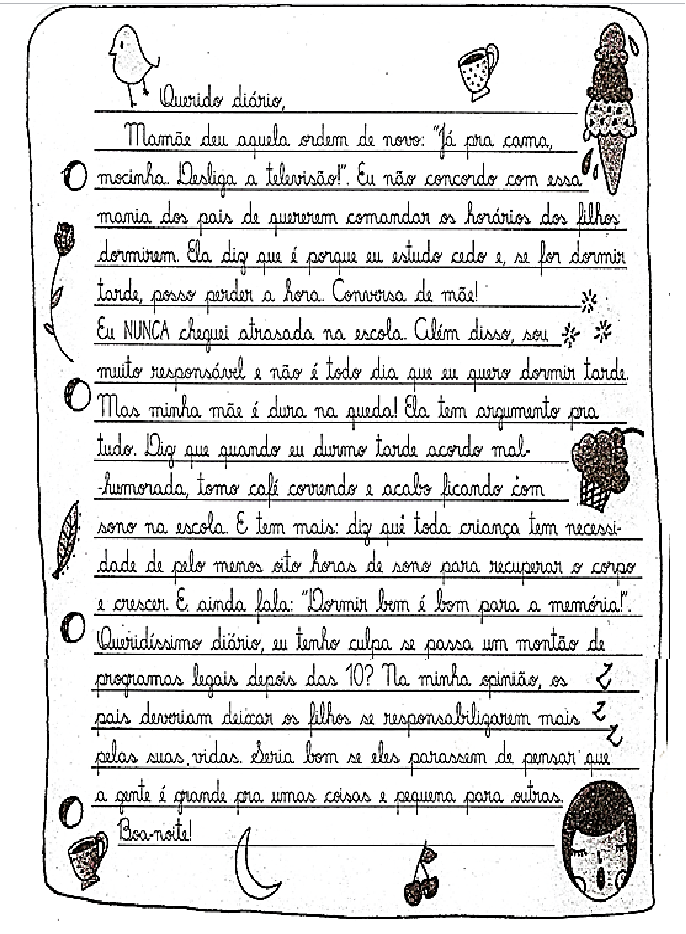 Querido diário,
Mamãe deu aquela ordem de novo: "Já pra cama,
mocinha. Desliga a televisão!". Eu não concordo com essa
mania dos pais de quererem comandar os horários dos filhos
dormirem. Ela diz que é porque eu estudo cedo e, se for dormir
tarde, posso perder a hora. Conversa de mãe!
Eu NUNCA cheguei atrasada na escola. Além disso, sou
muito responsável e não é todo dia que eu quero dormir tarde.
Mas minha mãe é dura na queda! Ela tem argumento pra
tudo. Diz que quando eu durmo tarde acordo mal-
-humorada, tomo café correndo e acabo ficando com
sono na escola. E tem mais: diz que toda criança tem necessi-
dade de pelo menos oito horas de sono para recuperar o corpo
e crescer. E ainda fala: "Dormir bem é bom para a memória!".
Queridíssimo diário, eu tenho culpa se passa um montão de
programas legais depois das 10? Na minha opinião, os
pais deveriam deixar os filhos se responsabilizarem mais
pelas suas vidas. Seria bom se eles parassem de pensar que
a gente é grande pra umas coisas e pequena para outras.
Boa-noite!